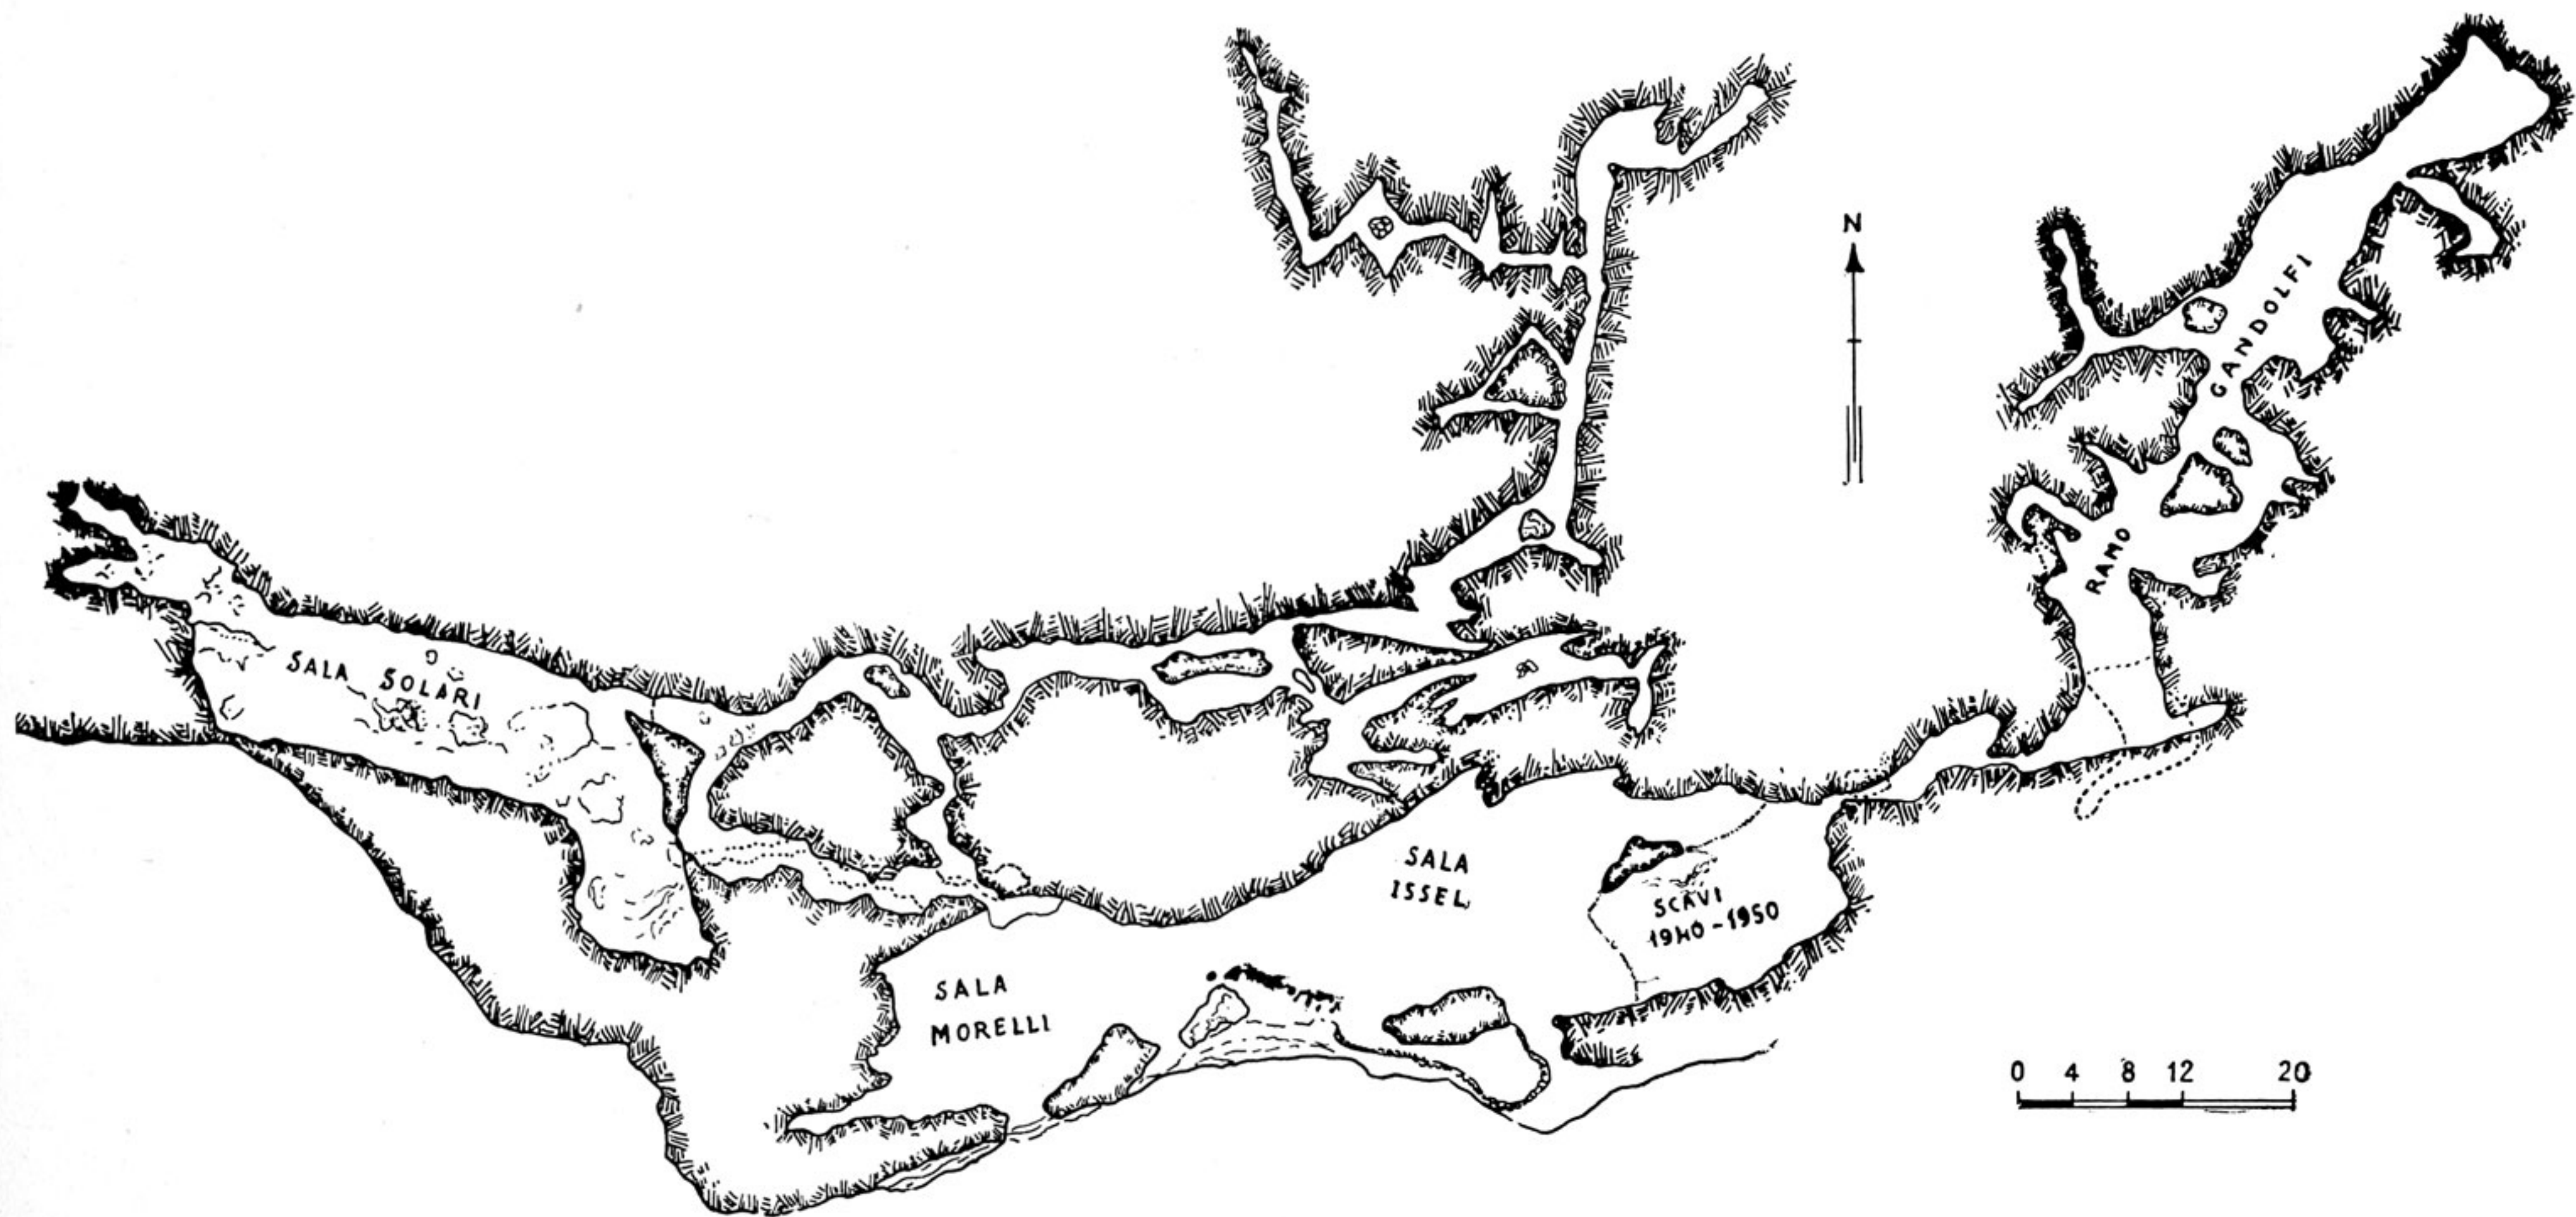 N
RAMO GANDOLFI
SALA SOLARI
SALA
ISSEL
SCAVI
1940-1950
SALA
MORELLI
0 4 8 12 20